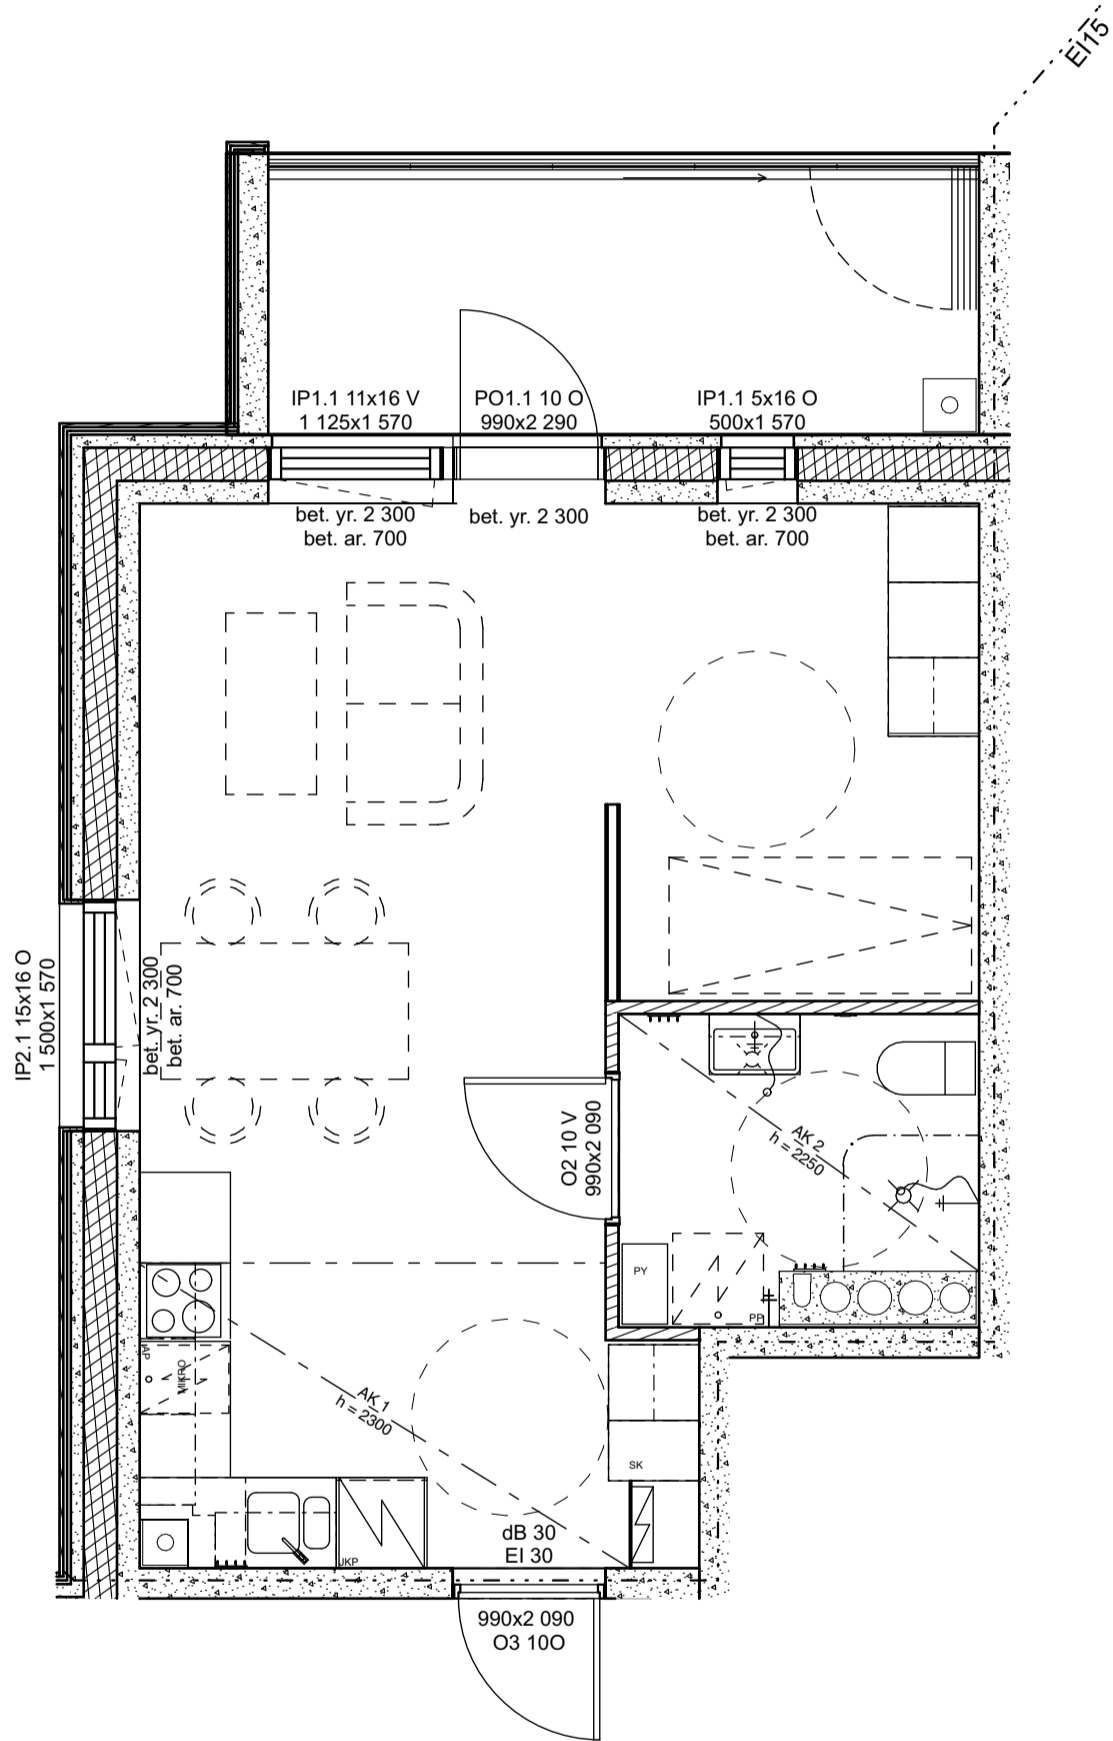 EI15
IP1.1 11x16 V
1 125x1 570
PO1.1 10 O
990x2 290
IP1.1 5x16 O
500x1 570
bet. yr. 2 300
bet. ar. 700
bet. yr. 2 300
bet. yr. 2 300
bet. ar. 700
IP2.1 15x16 O
1 500x1 570
bet. yr. 2 300
bet. ar. 700
O2 10 V
990x2 090
AK 2
h = 2250
PY
PP
AP
MIKRO
AK 1
h = 2300
SK
JKP
dB 30
EI 30
990x2 090
O3 10O